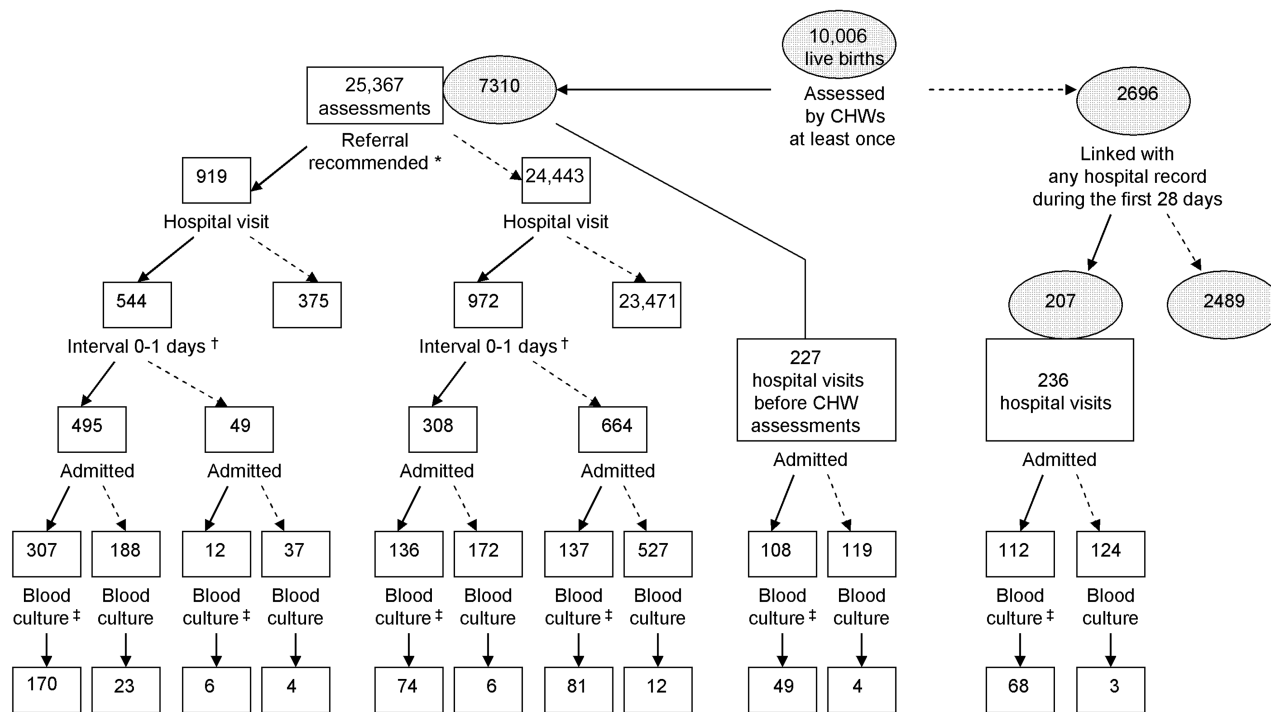 10,006
live births
25,367
assessments
7310
Assessed
by CHWs
at least once
2696
Referral
recommended *
Linked with
any hospital record
during the first 28 days
919
24,443
Hospital visit
Hospital visit
544
375
972
23,471
207
2489
Interval 0-1 days †
Interval 0-1 days †
227
hospital visits
before CHW
assessments
236
hospital visits
495
49
308
664
Admitted
Admitted
Admitted
Admitted
Admitted
Admitted
307
188
12
37
136
172
137
527
108
119
112
124
Blood
culture ‡
Blood
culture
Blood
culture ‡
Blood
culture
Blood
culture ‡
Blood
culture
Blood
culture ‡
Blood
culture
Blood
culture ‡
Blood
culture
Blood
culture ‡
Blood
culture
170
23
6
4
74
6
81
12
49
4
68
3